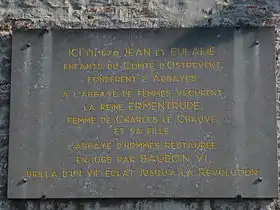 ICI EN 670 JEAN ET EULALIE
ENFANTS DU COMTE D'OSTREVENT,
FONDÈRENT 2 ABBAYES
A L'ABBAYE DE FEMMES VÉCURENT
LA REINE ERMENTRUDE,
FEMME DE CHARLES LE CHAUVE
ET SA FILLE
L'ABBAYE D'HOMMES RESTAURÉE
EN 1068 PAR BAUDOIN VI,
BRILLA D'UN VIF ÉCLAT JUSQU'A LA RÉVOLUTION